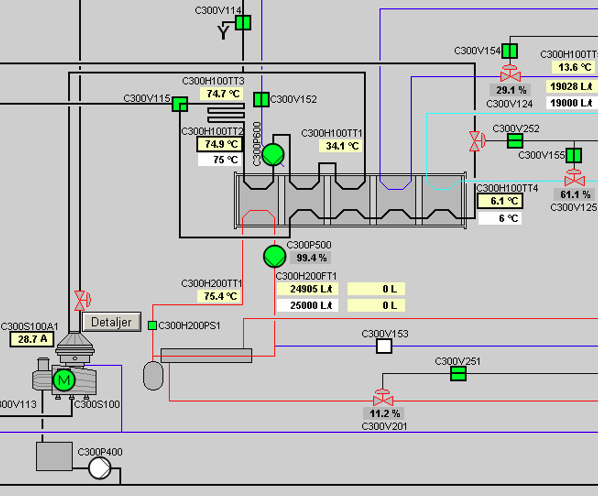 C300V114
C300V154
C300H100TT
13.6 °C
C300H100TT3
74.7 °C
C300V115
C300V152
29.1 %
19028 L/t
C300V124
19000 L/t
C300H100TT2
74.9 °C
75 °C
C300P600
C300H100TT1
34.1 °C
C300V252
C300V155
C300H100TT4
6.1 °C
6 °C
61.1 %
C300V125
C300P500
99.4 %
C300H200TT1
75.4 °C
C300H200FT1
24905 L/t
0 L
25000 L/t
0 L
C300S100A1
28.7 A
Detaljer
C300H200PS1
C300V153
C300V251
M
00V113
C300S100
11.2 %
C300V201
C300P400